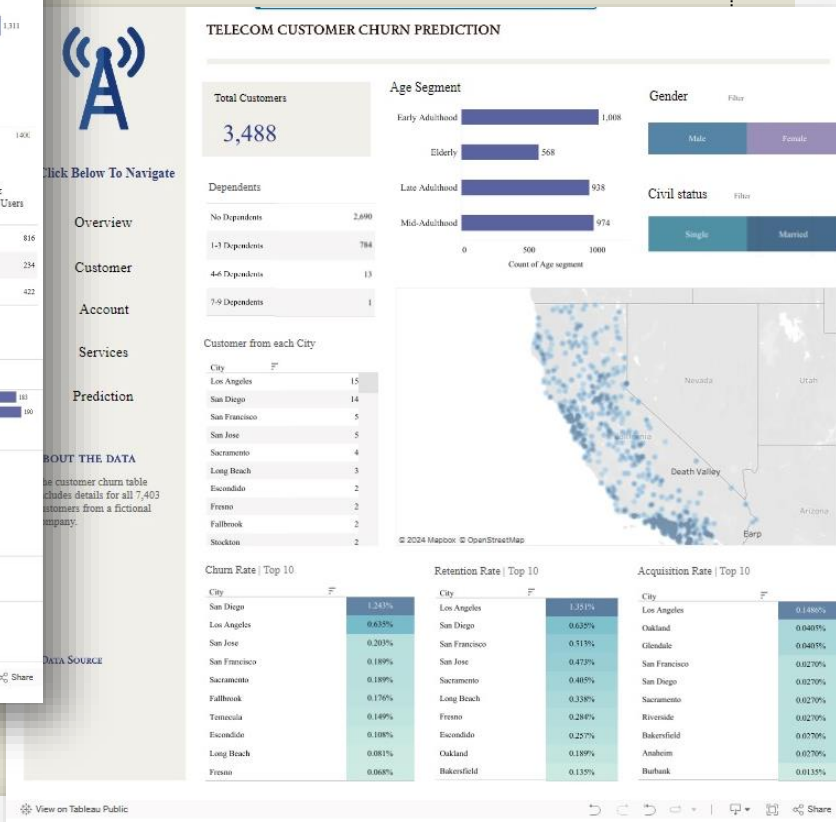 1,311
1400
Users
816
234
422
183
190
Share
Click Below To Navigate
Overview
Customer
Account
Services
Prediction
BOUT THE DATA
he customer churn table
cludes details for all 7,403
stomers from a fictional
mpany.
DATA SOURCE
TELECOM CUSTOMER CHURN PREDICTION
Total Customers
3,488
Dependents
No Dependents 2,690
1-3 Dependents 784
4-6 Dependents 13
7-9 Dependents 1
Age Segment
Early Adulthood 1,008
Elderly 568
Late Adulthood 938
Mid-Adulthood 974
0 500 1000
Count of Age segment
Gender Filter
Male Female
Civil status Filter
Single Married
Customer from each City
City
Los Angeles 15
San Diego 14
San Francisco 5
San Jose 5
Sacramento 4
Long Beach 3
Escondido 2
Fresno 2
Fallbrook 2
Stockton 2
Nevada
Utah
California
Death Valley
Arizona
Earp
© 2024 Mapbox © OpenStreetMap
Churn Rate | Top 10
City
San Diego 1.243%
Los Angeles 0.635%
San Jose 0.203%
San Francisco 0.189%
Sacramento 0.189%
Fallbrook 0.176%
Temecula 0.149%
Escondido 0.108%
Long Beach 0.081%
Fresno 0.068%
Retention Rate | Top 10
City
Los Angeles 1.351%
San Diego 0.635%
San Francisco 0.513%
San Jose 0.473%
Sacramento 0.405%
Long Beach 0.338%
Fresno 0.284%
Escondido 0.257%
Oakland 0.189%
Bakersfield 0.135%
Acquisition Rate | Top 10
City
Los Angeles 0.1486%
Oakland 0.0405%
Glendale 0.0405%
San Francisco 0.0270%
San Diego 0.0270%
Sacramento 0.0270%
Riverside 0.0270%
Bakersfield 0.0270%
Anaheim 0.0270%
Burbank 0.0135%
View on Tableau Public
Share